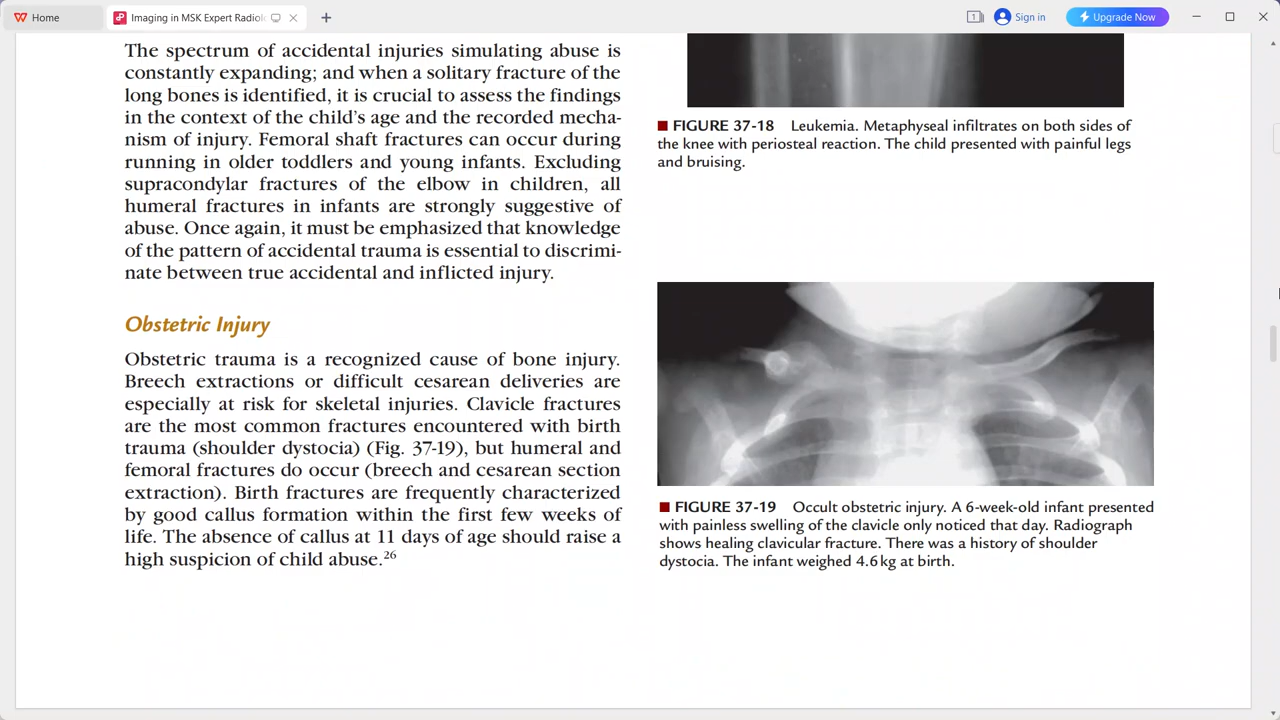 Home
Imaging in MSK Expert Radiol
1
Sign in
Upgrade Now
The spectrum of accidental injuries simulating abuse is
constantly expanding; and when a solitary fracture of the
long bones is identified, it is crucial to assess the findings
in the context of the child's age and the recorded mecha-
nism of injury. Femoral shaft fractures can occur during
running in older toddlers and young infants. Excluding
supracondylar fractures of the elbow in children, all
humeral fractures in infants are strongly suggestive of
abuse. Once again, it must be emphasized that knowledge
of the pattern of accidental trauma is essential to discrimi-
nate between true accidental and inflicted injury.
Obstetric Injury
Obstetric trauma is a recognized cause of bone injury.
Breech extractions or difficult cesarean deliveries are
especially at risk for skeletal injuries. Clavicle fractures
are the most common fractures encountered with birth
trauma (shoulder dystocia) (Fig. 37-19), but humeral and
femoral fractures do occur (breech and cesarean section
extraction). Birth fractures are frequently characterized
by good callus formation within the first few weeks of
life. The absence of callus at 11 days of age should raise a
high suspicion of child abuse.26
FIGURE 37-18 Leukemia. Metaphyseal infiltrates on both sides of
the knee with periosteal reaction. The child presented with painful legs
and bruising.
FIGURE 37-19 Occult obstetric injury. A 6-week-old infant presented
with painless swelling of the clavicle only noticed that day. Radiograph
shows healing clavicular fracture. There was a history of shoulder
dystocia. The infant weighed 4.6 kg at birth.